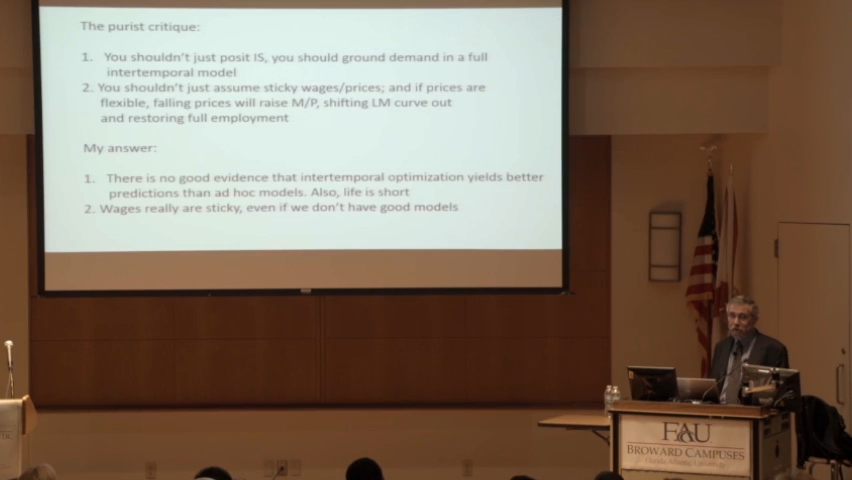 The purist critique:
1. You shouldn't just posit IS, you should ground demand in a full
intertemporal model
2. You shouldn't just assume sticky wages/prices; and if prices are
flexible, falling prices will raise M/P, shifting LM curve out
and restoring full employment
My answer:
1. There is no good evidence that intertemporal optimization yields better
predictions than ad hoc models. Also, life is short
2. Wages really are sticky, even if we don't have good models
FAU
BROWARD CAMPUSES
Florida Atlantic University